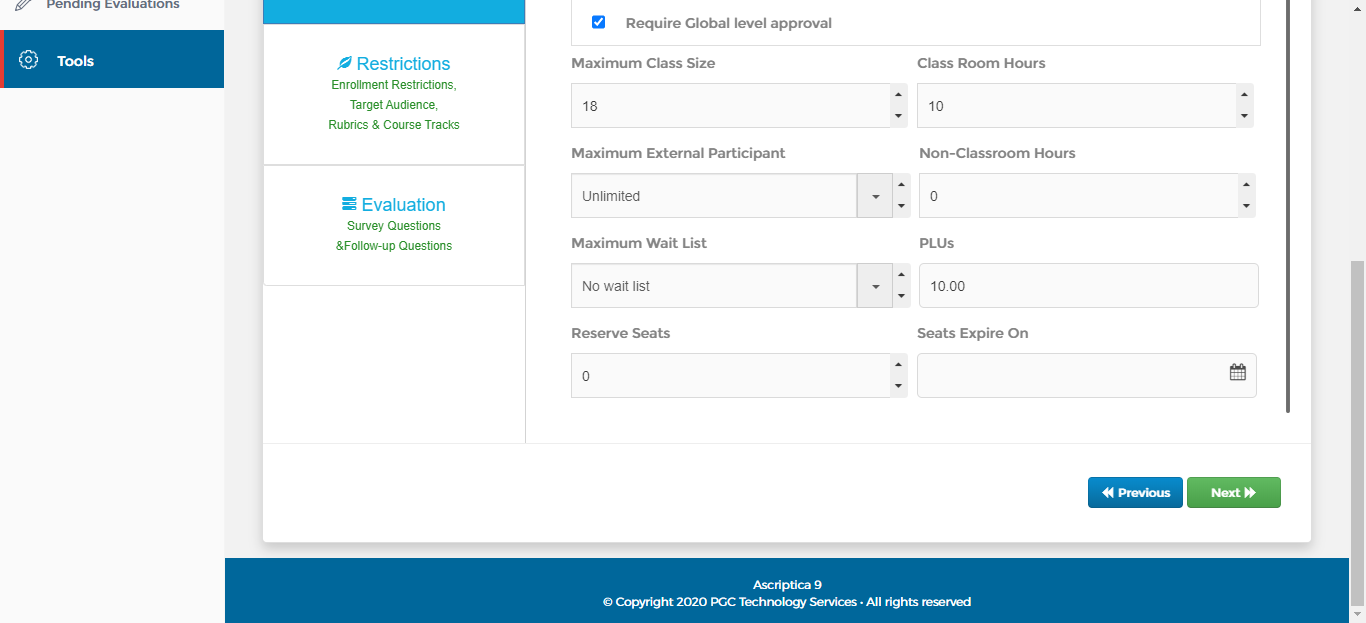 Pending Evaluations
Tools
Restrictions
Enrollment Restrictions,
Target Audience,
Rubrics & Course Tracks
Evaluation
Survey Questions
&Follow-up Questions
Require Global level approval
Maximum Class Size
Class Room Hours
18
10
Maximum External Participant
Non-Classroom Hours
Unlimited
0
Maximum Wait List
PLUs
No wait list
10.00
Reserve Seats
Seats Expire On
0
Previous
Next
Ascriptica 9
© Copyright 2020 PGC Technology Services · All rights reserved